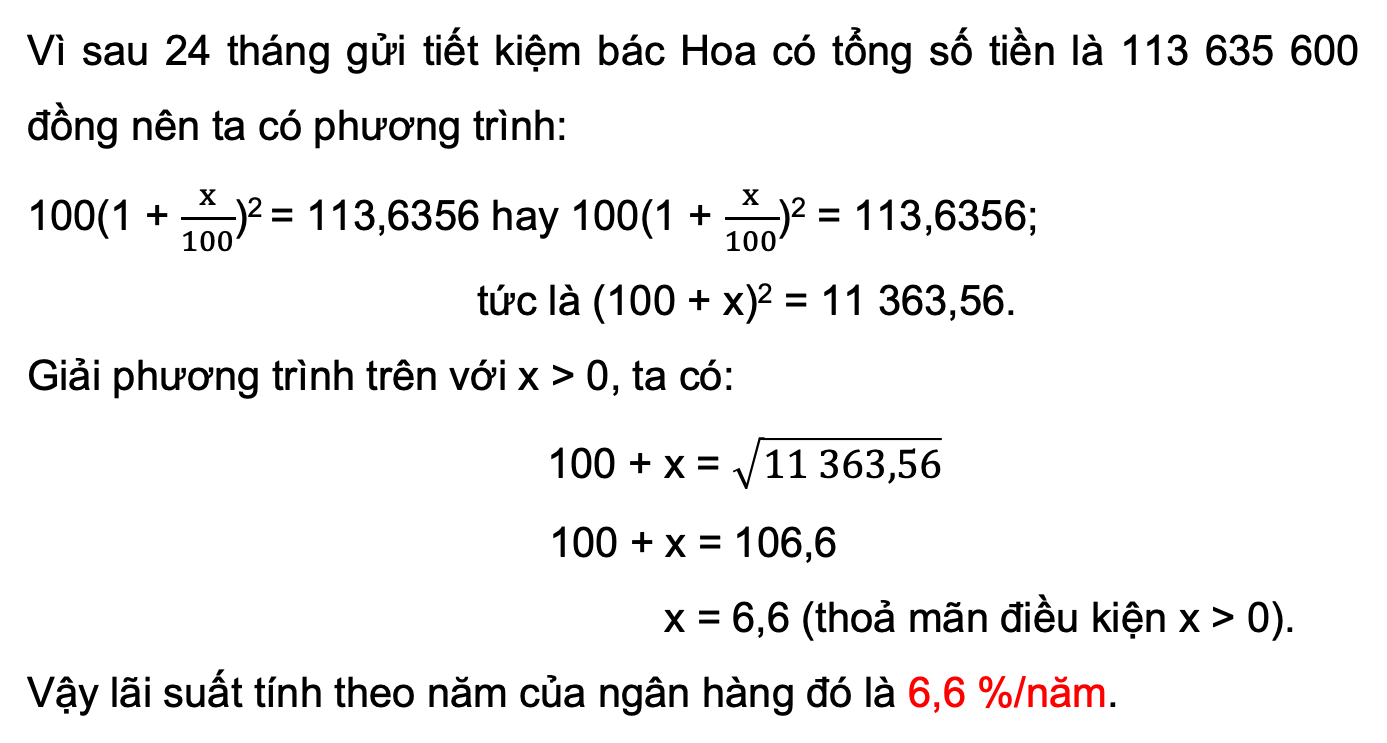 Vì sau 24 tháng gửi tiết kiệm bác Hoa có tổng số tiền là 113 635 600
đồng nên ta có phương trình:
100(1 + x/100)² = 113,6356 hay 100(1 + x/100)² = 113,6356;
tức là (100 + x)² = 11 363,56.
Giải phương trình trên với x > 0, ta có:
100 + x = √11 363,56
100 + x = 106,6
x = 6,6 (thoả mãn điều kiện x > 0).
Vậy lãi suất tính theo năm của ngân hàng đó là 6,6 %/năm.